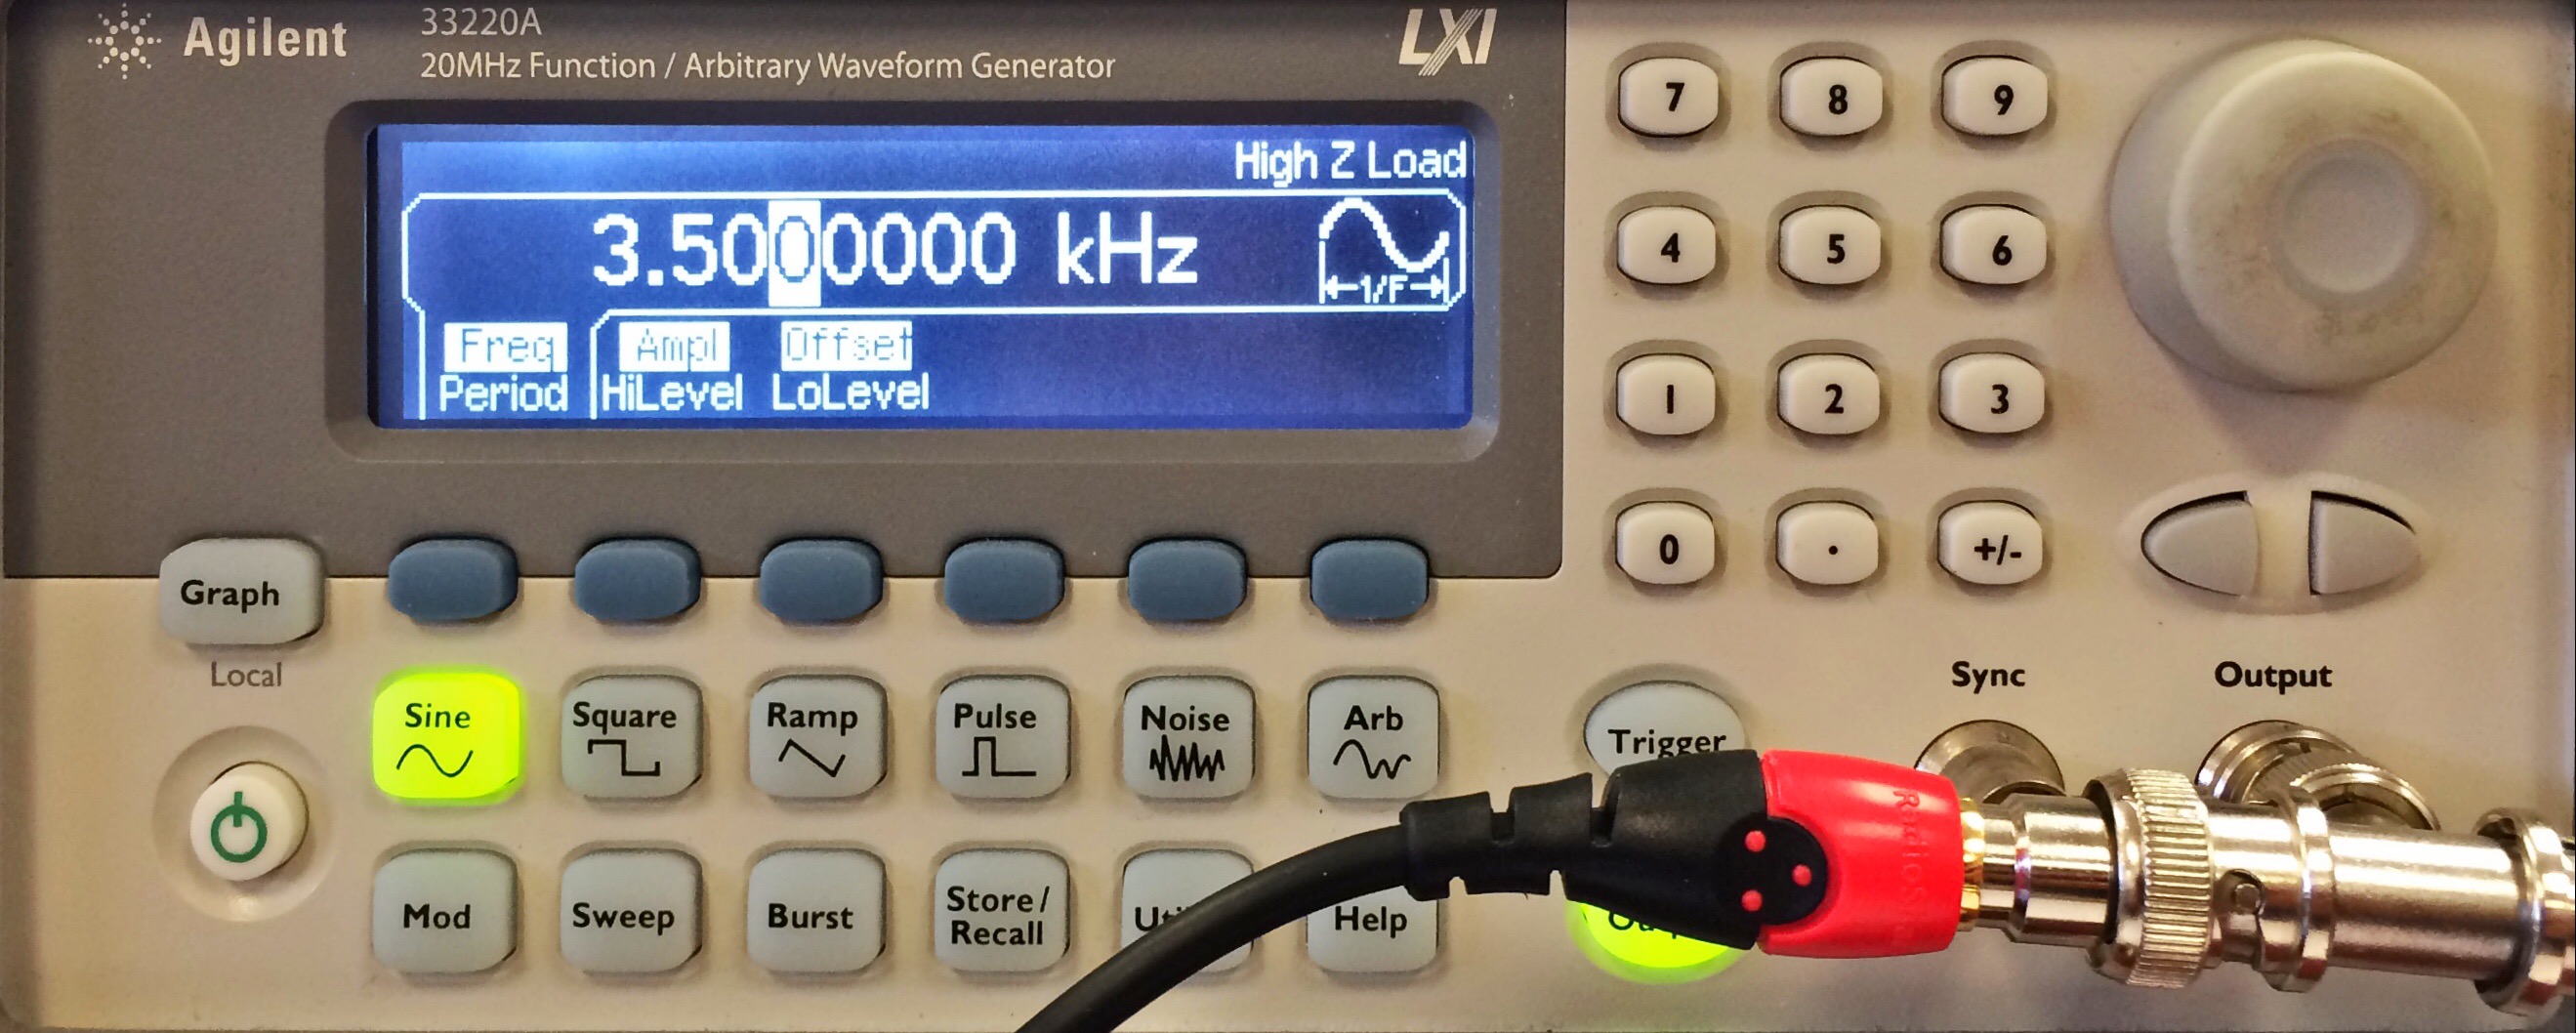 Agilent
33220A
20MHz Function / Arbitrary Waveform Generator
LXI
High Z Load
3.5000000 kHz
1/F
Freq Ampl Offset
Period HiLevel LoLevel
7 8 9
4 5 6
1 2 3
0 . +/-
Graph
Local
Sync Output
Sine Square Ramp Pulse Noise Arb
Trigger
Mod Sweep Burst Store/
Recall
Help